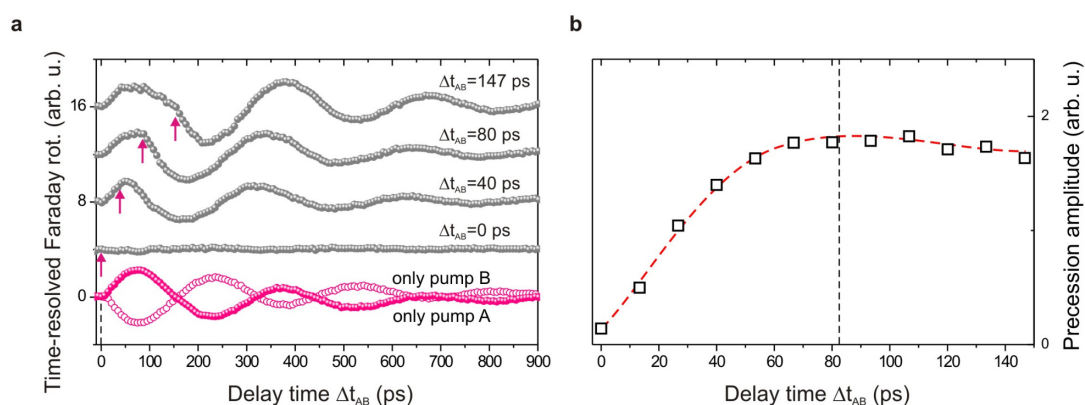 a
Time-resolved Faraday rot. (arb. u.)
16
8
0
Δt_AB=147 ps
Δt_AB=80 ps
Δt_AB=40 ps
Δt_AB=0 ps
only pump B
only pump A
0 100 200 300 400 500 600 700 800 900
Delay time Δt_AB (ps)
b
2
0
Precession amplitude (arb. u.)
0 20 40 60 80 100 120 140
Delay time Δt_AB (ps)